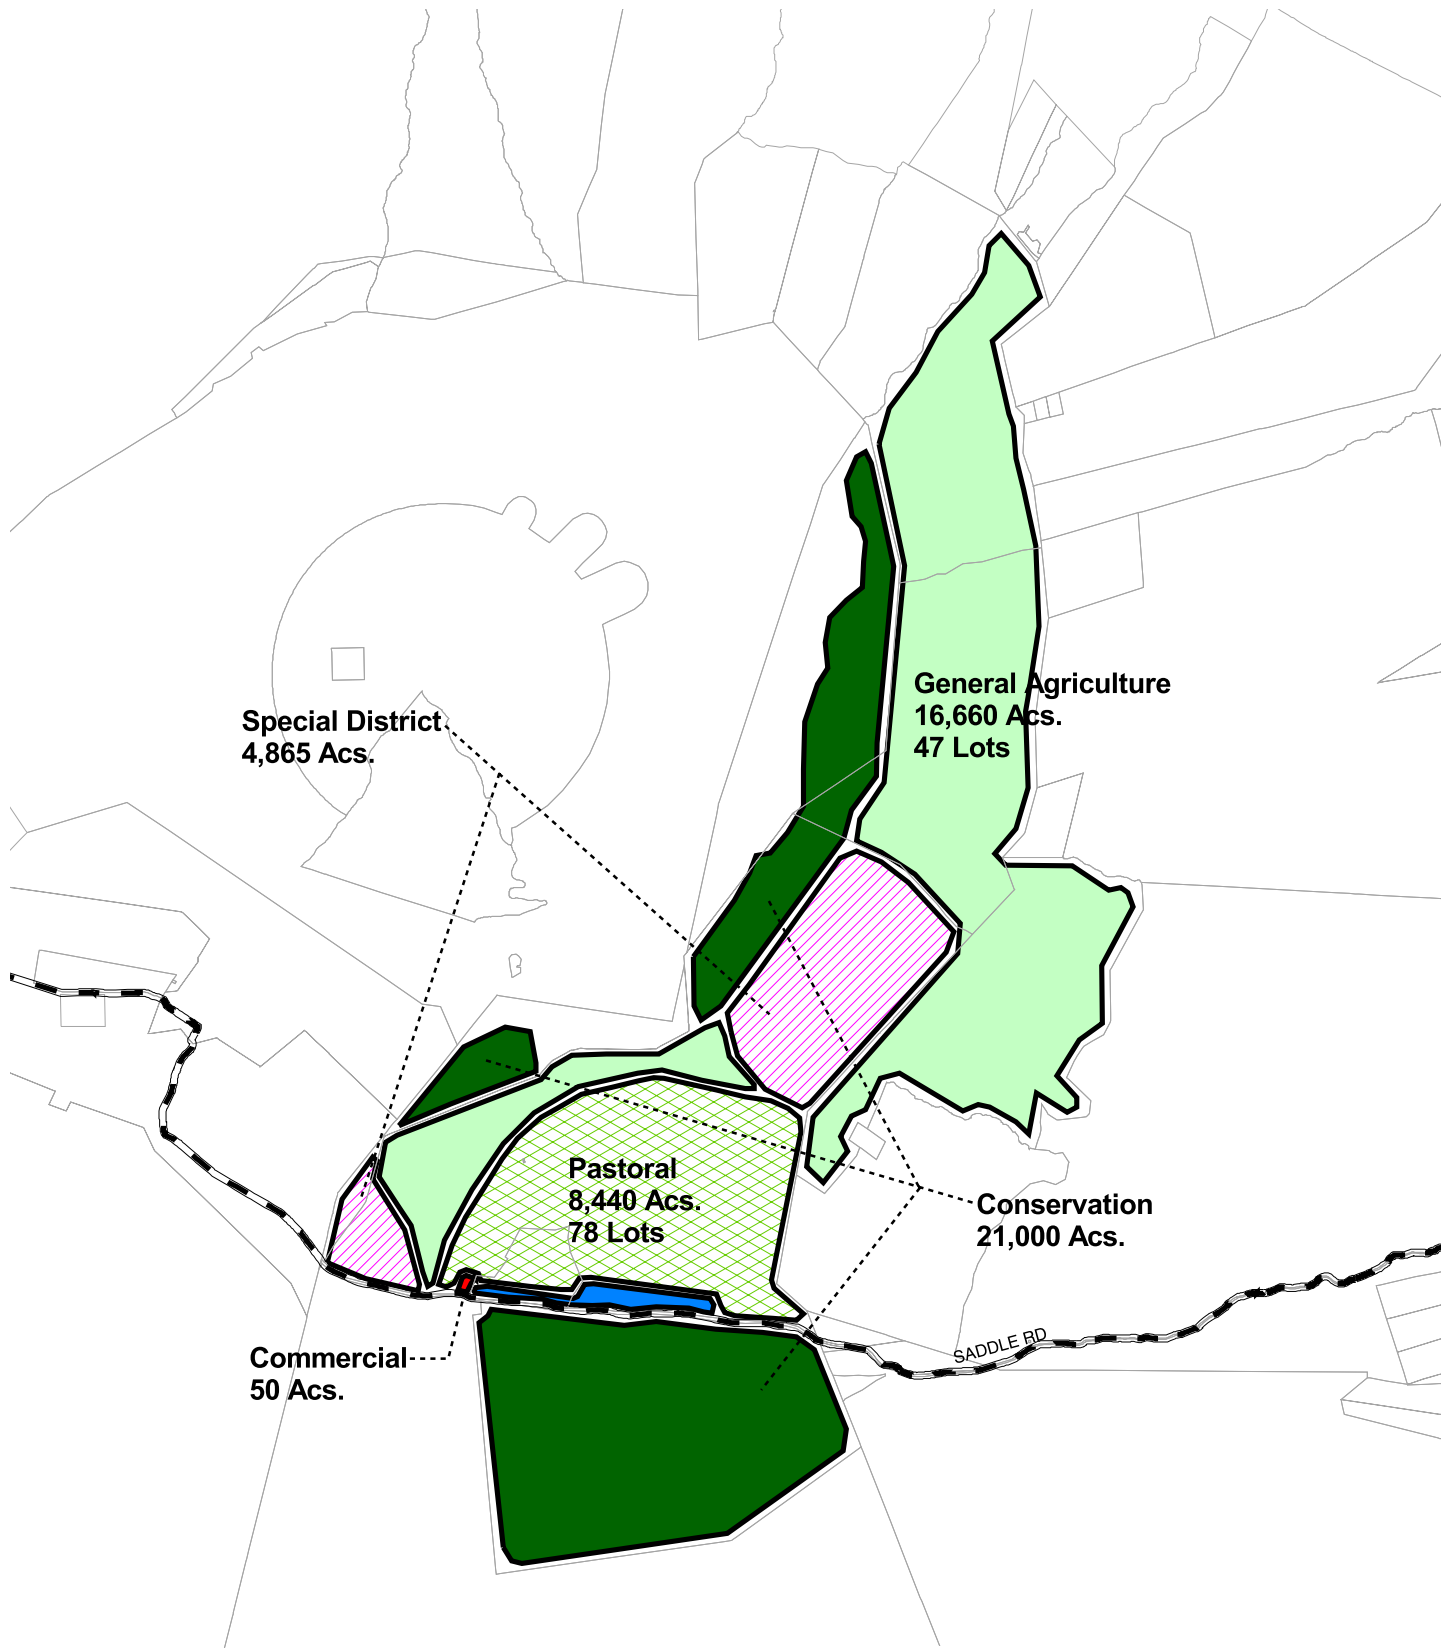 General Agriculture
16,660 Acs.
47 Lots
Special District
4,865 Acs.
Pastoral
8,440 Acs.
78 Lots
Conservation
21,000 Acs.
SADDLE RD
Commercial
50 Acs.